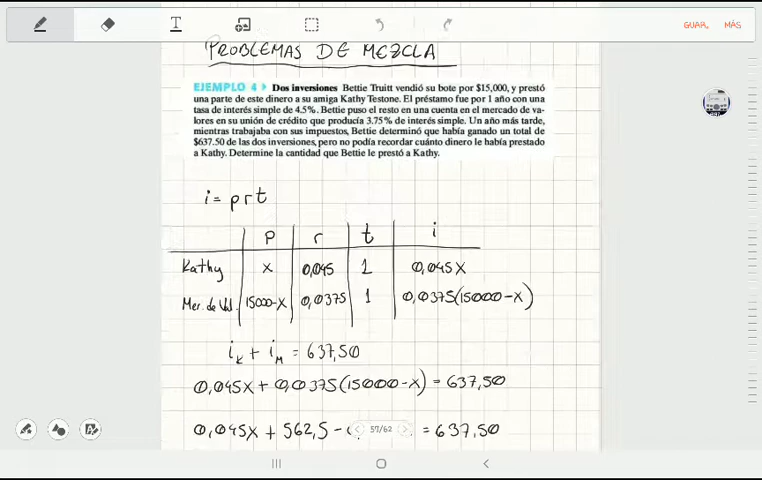 GUAR. MÁS
PROBLEMAS DE MEZCLA
EJEMPLO 4 Dos inversiones Bettie Truitt vendió su bote por $15,000, y prestó
una parte de este dinero a su amiga Kathy Testone. El préstamo fue por 1 año con una
tasa de interés simple de 4.5%. Bettie puso el resto en una cuenta en el mercado de va-
lores en su unión de crédito que producía 3.75% de interés simple. Un año más tarde,
mientras trabajaba con sus impuestos, Bettie determinó que había ganado un total de
$637.50 de las dos inversiones, pero no podía recordar cuánto dinero le había prestado
a Kathy. Determine la cantidad que Bettie le prestó a Kathy.
i = prt
p r t i
Kathy x 0,045 1 0,045x
Mer. de Val. 15000-x 0,0375 1 0,0375(15000-x)
iK + iM = 637,50
0,045x + 0,0375(15000-x) = 637,50
0,045x + 562,5 - = 637,50
57/62